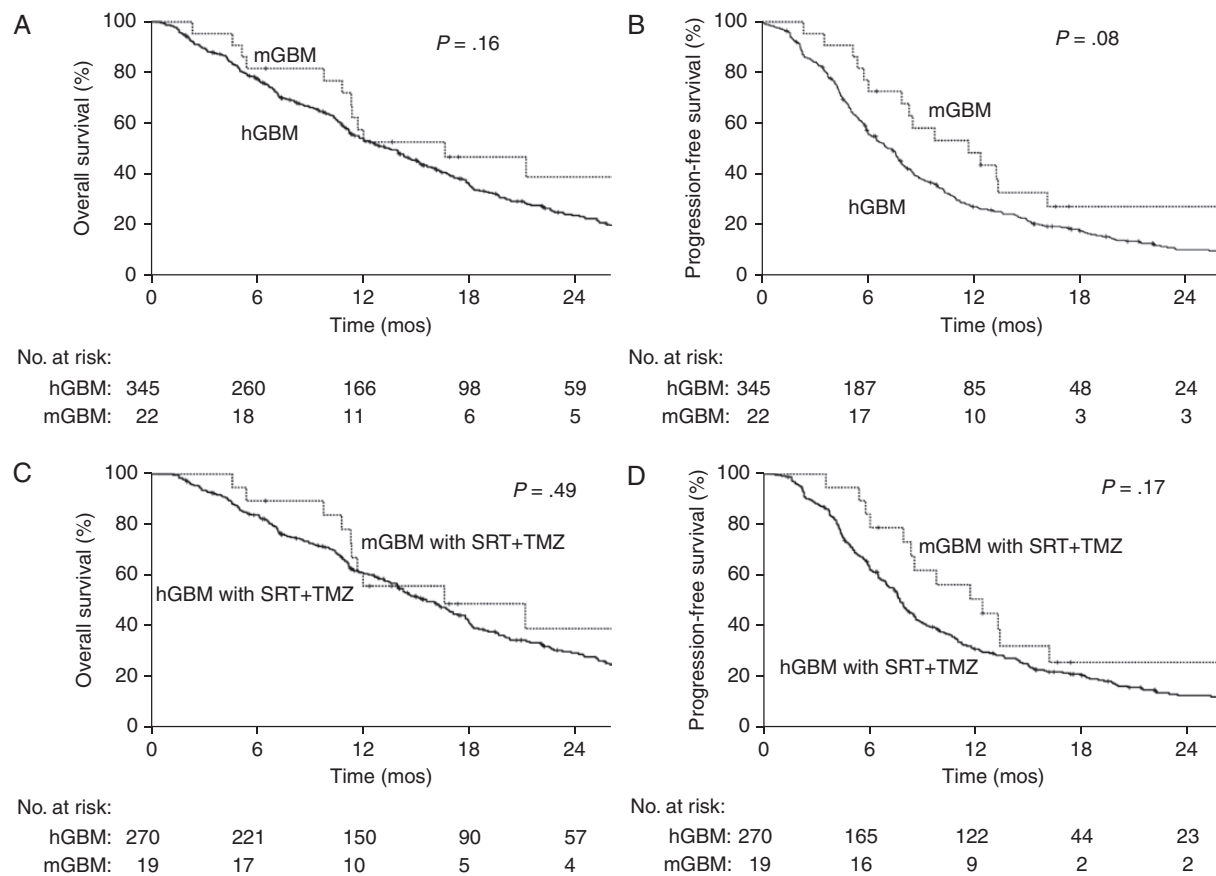 A
100
80
60
40
20
0
Overall survival (%)
mGBM
hGBM
P = .16
0 6 12 18 24
Time (mos)
No. at risk:
hGBM: 345 260 166 98 59
mGBM: 22 18 11 6 5
B
100
80
60
40
20
0
Progression-free survival (%)
P = .08
mGBM
hGBM
0 6 12 18 24
Time (mos)
No. at risk:
hGBM: 345 187 85 48 24
mGBM: 22 17 10 3 3
C
100
80
60
40
20
0
Overall survival (%)
P = .49
mGBM with SRT+TMZ
hGBM with SRT+TMZ
0 6 12 18 24
Time (mos)
No. at risk:
hGBM: 270 221 150 90 57
mGBM: 19 17 10 5 4
D
100
80
60
40
20
0
Progression-free survival (%)
P = .17
mGBM with SRT+TMZ
hGBM with SRT+TMZ
0 6 12 18 24
Time (mos)
No. at risk:
hGBM: 270 165 122 44 23
mGBM: 19 16 9 2 2